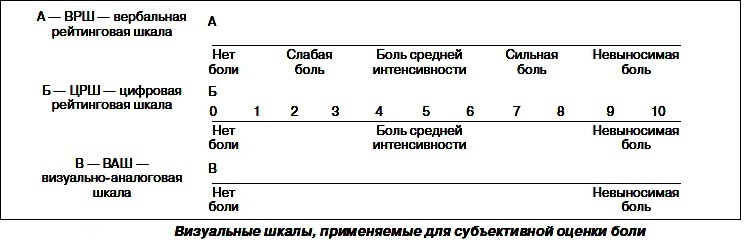 А — ВРШ — вербальная
рейтинговая шкала
А
Нет
боли
Слабая
боль
Боль средней
интенсивности
Сильная
боль
Невыносимая
боль
Б — ЦРШ — цифровая
рейтинговая шкала
Б
0 1 2 3 4 5 6 7 8 9 10
Нет
боли
Боль средней
интенсивности
Невыносимая
боль
В — ВАШ —
визуально-аналоговая
шкала
В
Нет
боли
Невыносимая
боль
Визуальные шкалы, применяемые для субъективной оценки боли